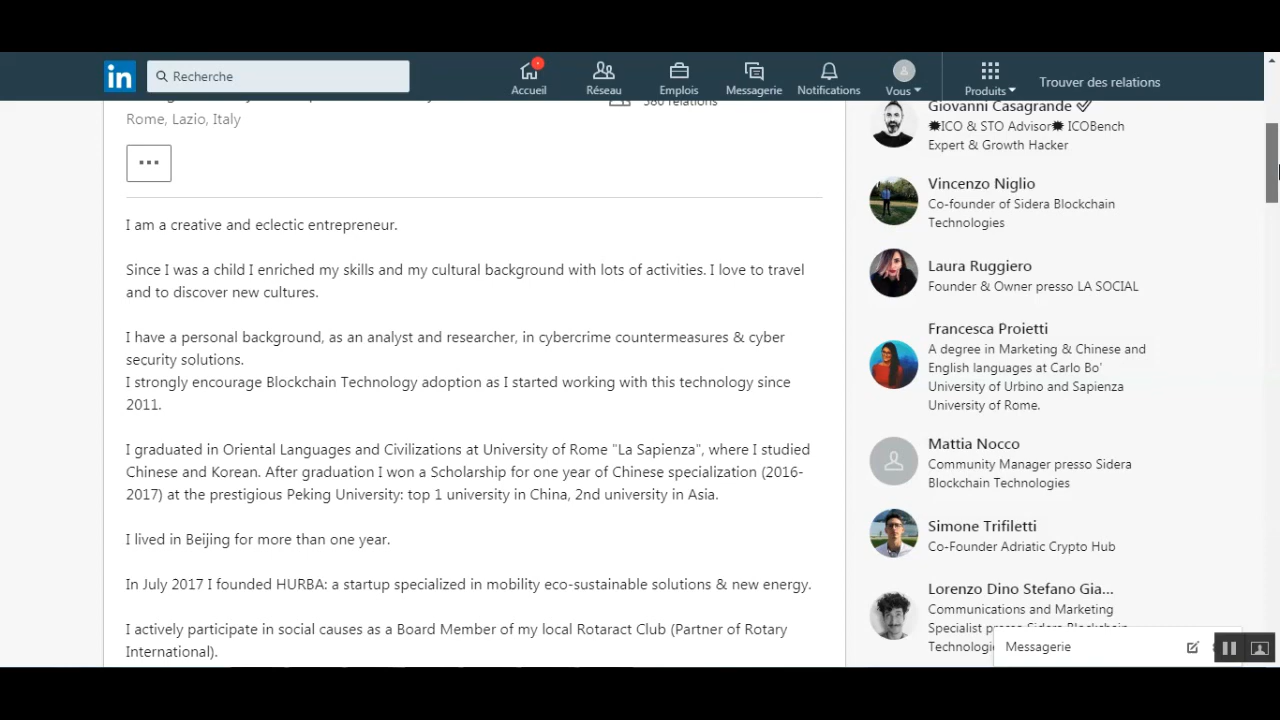 in
Recherche
Accueil
Réseau
Emplois
Messagerie
Notifications
Vous
Produits
Trouver des relations
580 relations
Rome, Lazio, Italy
I am a creative and eclectic entrepreneur.
Since I was a child I enriched my skills and my cultural background with lots of activities. I love to travel
and to discover new cultures.
I have a personal background, as an analyst and researcher, in cybercrime countermeasures & cyber
security solutions.
I strongly encourage Blockchain Technology adoption as I started working with this technology since
2011.
I graduated in Oriental Languages and Civilizations at University of Rome "La Sapienza", where I studied
Chinese and Korean. After graduation I won a Scholarship for one year of Chinese specialization (2016-
2017) at the prestigious Peking University: top 1 university in China, 2nd university in Asia.
I lived in Beijing for more than one year.
In July 2017 I founded HURBA: a startup specialized in mobility eco-sustainable solutions & new energy.
I actively participate in social causes as a Board Member of my local Rotaract Club (Partner of Rotary
International).
Giovanni Casagrande ✔
✹ICO & STO Advisor✹ ICOBench
Expert & Growth Hacker
Vincenzo Niglio
Co-founder of Sidera Blockchain
Technologies
Laura Ruggiero
Founder & Owner presso LA SOCIAL
Francesca Proietti
A degree in Marketing & Chinese and
English languages at Carlo Bo'
University of Urbino and Sapienza
University of Rome.
Mattia Nocco
Community Manager presso Sidera
Blockchain Technologies
Simone Trifiletti
Co-Founder Adriatic Crypto Hub
Lorenzo Dino Stefano Gia...
Communications and Marketing
Specialist presso Sidera Blockchain
Technologi
Messagerie